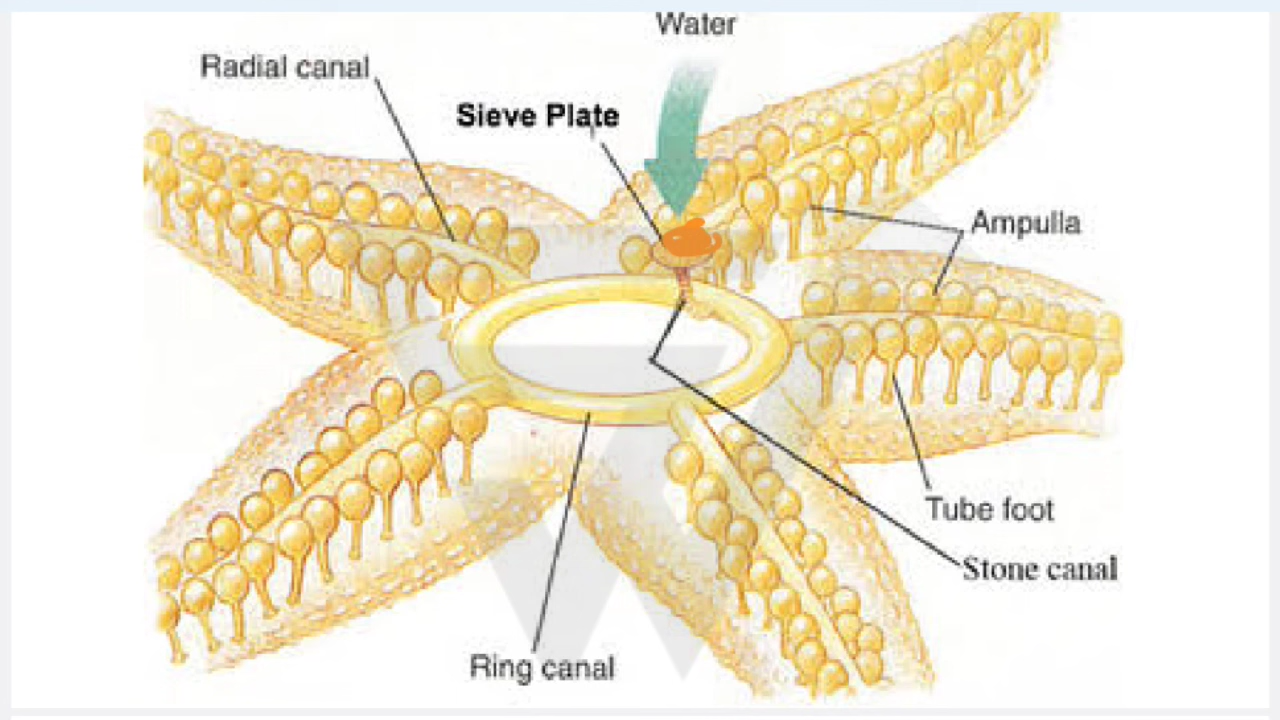 Water
Radial canal
Sieve Plate
Ampulla
Tube foot
Stone canal
Ring canal